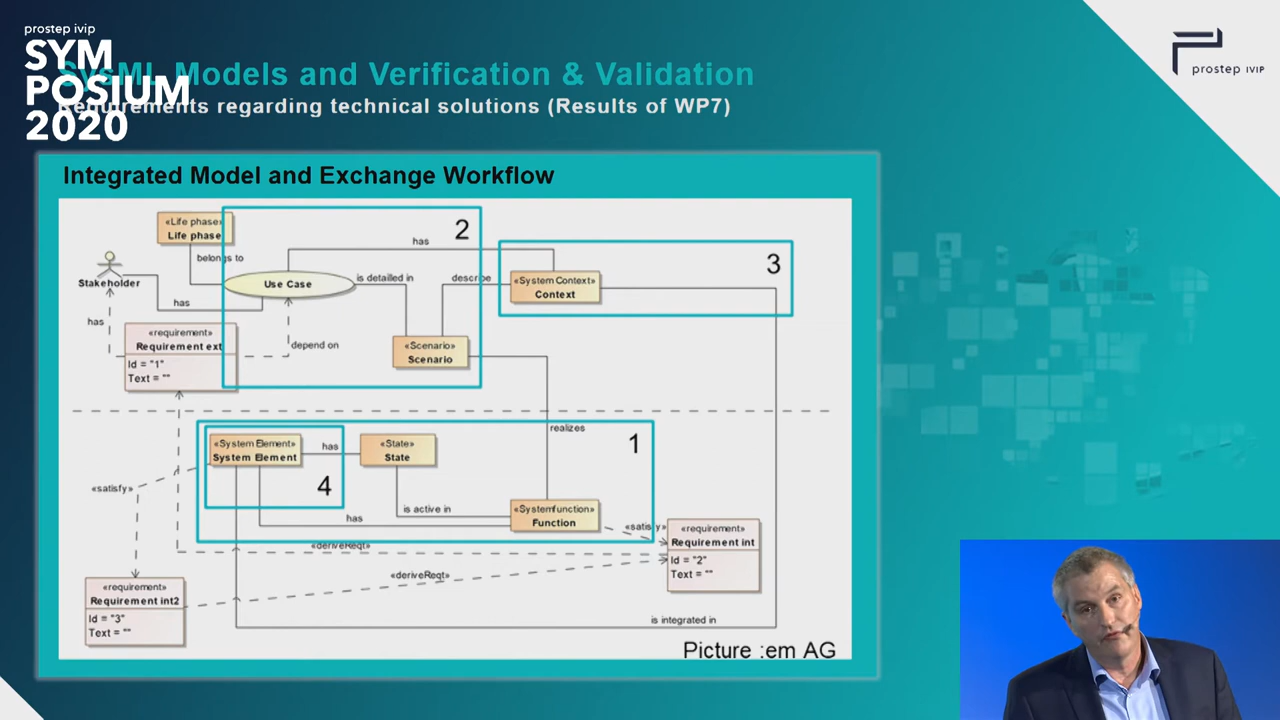 prostep ivip
SYM
POSIUM
2020
prostep IVIP
SysML Models and Verification & Validation
Requirements regarding technical solutions (Results of WP7)
Integrated Model and Exchange Workflow
«Life phase»
Life phase
2
has
3
belongs to
Stakeholder
Use Case
is detailled in
describe
«System Context»
Context
has
has
«requirement»
Requirement ext
Id = "1"
Text = ""
depend on
«Scenario»
Scenario
realizes
1
«System Element»
System Element
has
«State»
State
4
«satisfy»
is active in
«Systemfunction»
Function
has
«satisfy»
«requirement»
Requirement int
Id = "2"
Text = ""
«deriveReqt»
«deriveReqt»
«requirement»
Requirement int2
Id = "3"
Text = ""
is integrated in
Picture :em AG